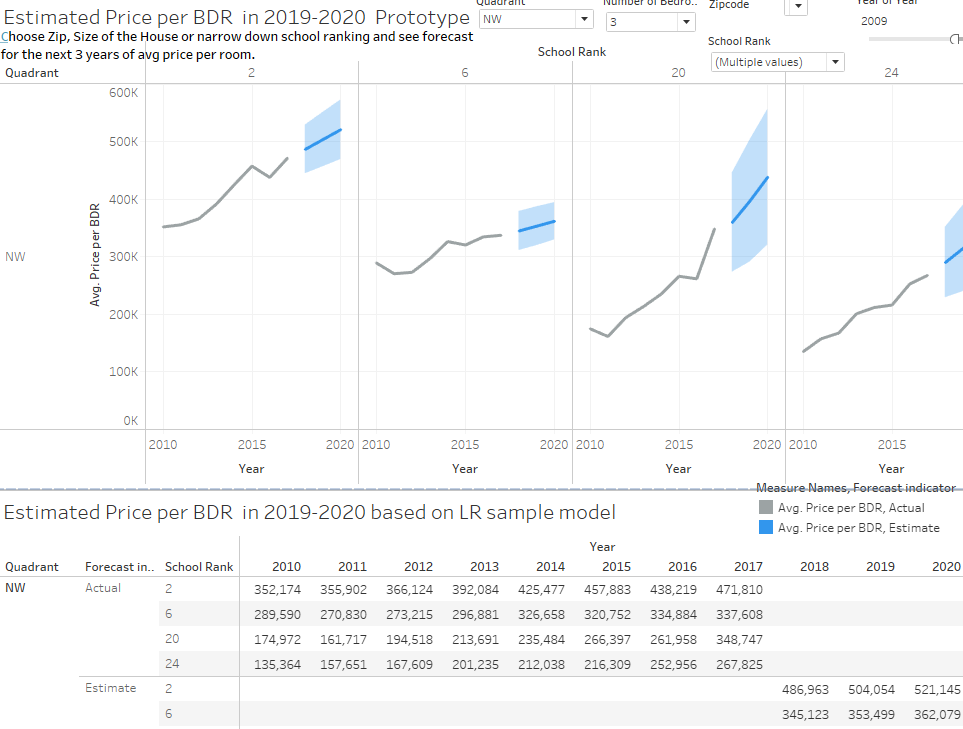 Estimated Price per BDR in 2019-2020 Prototype
Choose Zip, Size of the House or narrow down school ranking and see forecast
for the next 3 years of avg price per room.
Quadrant
NW
Number of Bedro..
3
Zipcode
School Rank
(Multiple values)
Year of Year
2009
School Rank
Quadrant 2 6 20 24
NW
Avg. Price per BDR
600K
500K
400K
300K
200K
100K
0K
2010 2015 2020 2010 2015 2020 2010 2015 2020 2010 2015
Year Year Year Year
Measure Names, Forecast indicator
Avg. Price per BDR, Actual
Avg. Price per BDR, Estimate
Estimated Price per BDR in 2019-2020 based on LR sample model
Year
Quadrant Forecast in.. School Rank 2010 2011 2012 2013 2014 2015 2016 2017 2018 2019 2020
NW Actual 2 352,174 355,902 366,124 392,084 425,477 457,883 438,219 471,810
6 289,590 270,830 273,215 296,881 326,658 320,752 334,884 337,608
20 174,972 161,717 194,518 213,691 235,484 266,397 261,958 348,747
24 135,364 157,651 167,609 201,235 212,038 216,309 252,956 267,825
Estimate 2 486,963 504,054 521,145
6 345,123 353,499 362,079